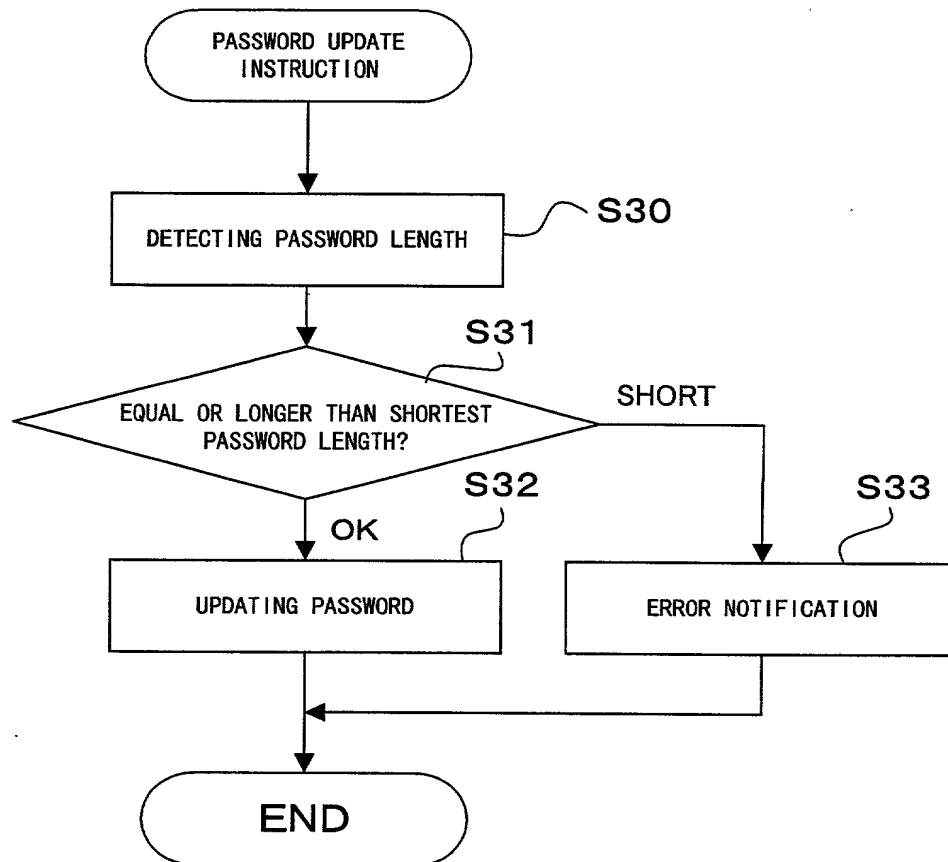 PASSWORD UPDATE
INSTRUCTION
S30
DETECTING PASSWORD LENGTH
S31
EQUAL OR LONGER THAN SHORTEST
PASSWORD LENGTH?
SHORT
OK
S32
S33
UPDATING PASSWORD
ERROR NOTIFICATION
END